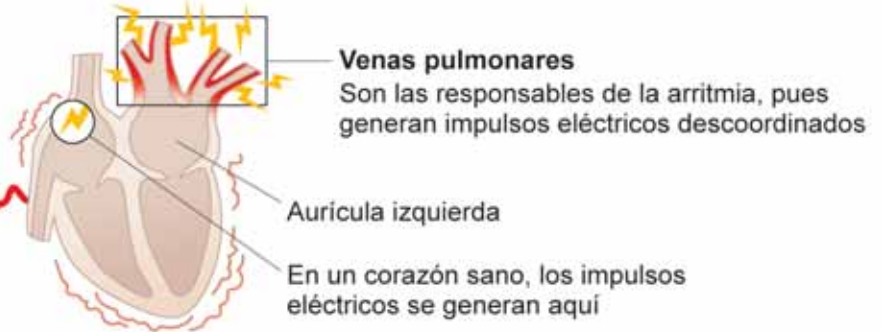 Venas pulmonares
Son las responsables de la arritmia, pues
generan impulsos eléctricos descoordinados
Aurícula izquierda
En un corazón sano, los impulsos
eléctricos se generan aquí